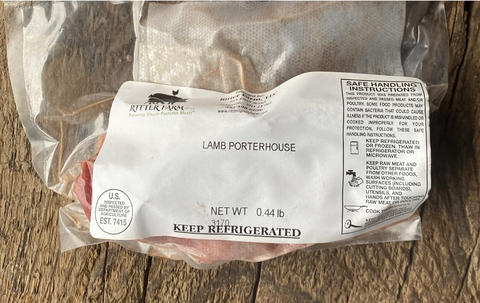 RITTER FARM
LAMB PORTERHOUSE
NET WT 0.44 lb
3170
KEEP REFRIGERATED
U.S.
INSPECTED
AND PASSED BY
DEPARTMENT OF
AGRICULTURE
EST. 7415
SAFE HANDLING
INSTRUCTIONS
THIS PRODUCT WAS PREPARED FROM
INSPECTED AND PASSED MEAT AND/OR
POULTRY. SOME FOOD PRODUCTS MAY
CONTAIN BACTERIA THAT COULD CAUSE
ILLNESS IF THE PRODUCT IS MISHANDLED OR
COOKED IMPROPERLY. FOR YOUR
PROTECTION, FOLLOW THESE SAFE
HANDLING INSTRUCTIONS.
KEEP REFRIGERATED
OR FROZEN. THAW IN
REFRIGERATOR OR
MICROWAVE.
KEEP RAW MEAT AND
POULTRY SEPARATE
FROM OTHER FOODS.
WASH WORKING
SURFACES (INCLUDING
CUTTING BOARDS,
UTENSILS, AND
HANDS AFTER TOUCHING
RAW MEAT OR
COOK